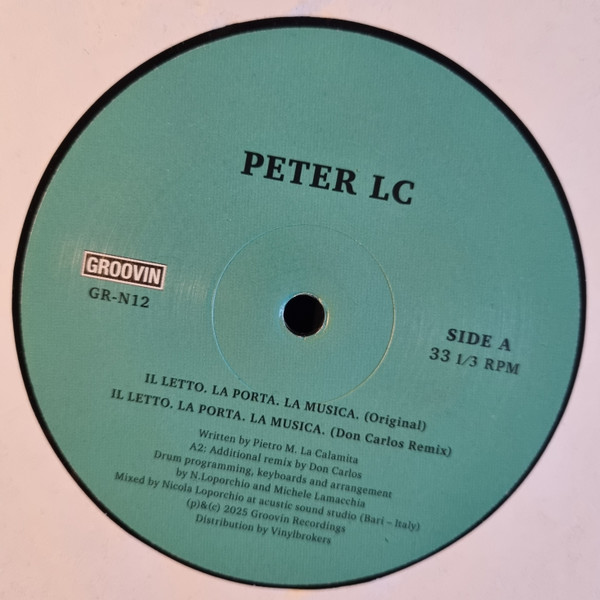 PETER LC
GROOVIN
GR-N12
SIDE A
33 1/3 RPM
IL LETTO. LA PORTA. LA MUSICA. (Original)
IL LETTO. LA PORTA. LA MUSICA. (Don Carlos Remix)
Written by Pietro M. La Calamita
A2: Additional remix by Don Carlos
Drum programming, keyboards and arrangement
by N.Loporchio and Michele Lamacchia
Mixed by Nicola Loporchio at acustic sound studio (Bari – Italy)
(p)&(c) 2025 Groovin Recordings
Distribution by Vinylbrokers